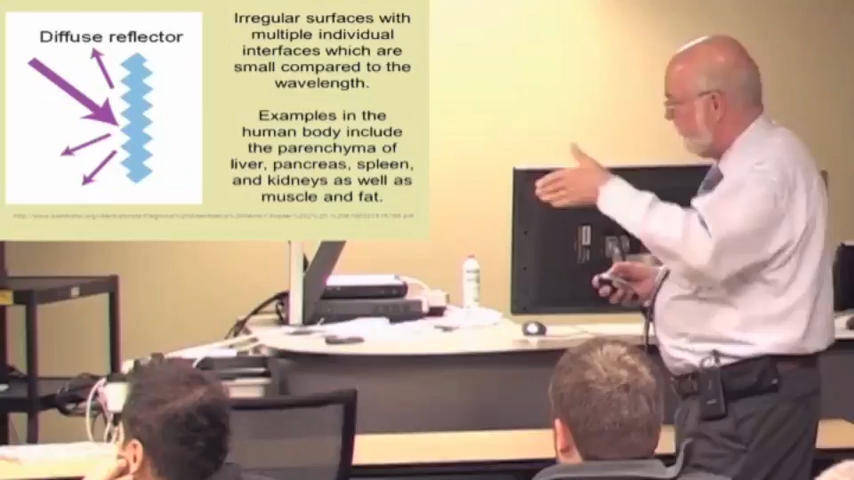 Diffuse reflector
Irregular surfaces with
multiple individual
interfaces which are
small compared to the
wavelength.
Examples in the
human body include
the parenchyma of
liver, pancreas, spleen,
and kidneys as well as
muscle and fat.